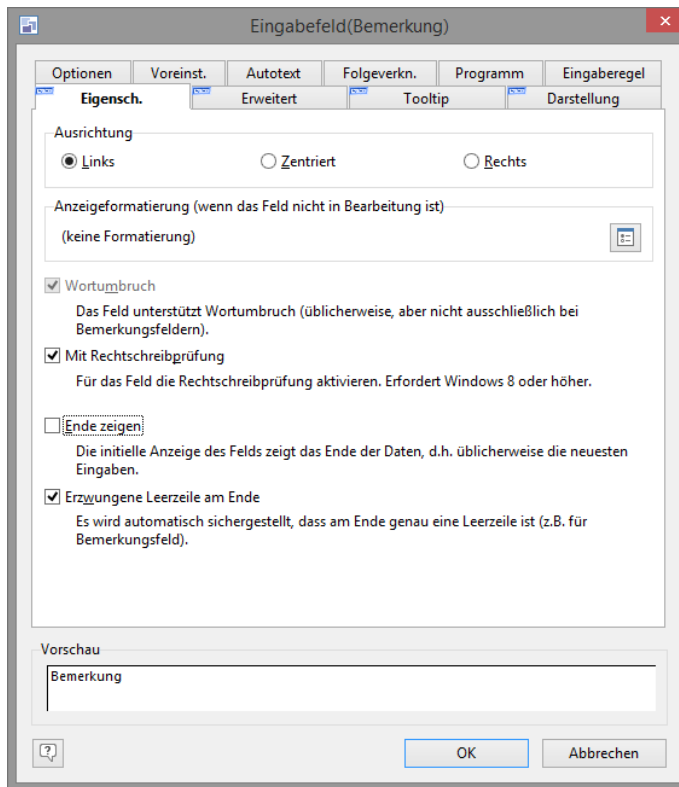 Eingabefeld(Bemerkung)
Optionen
Voreinst.
Autotext
Folgeverkn.
Programm
Eingaberegel
Eigensch.
Erweitert
Tooltip
Darstellung
Ausrichtung
Links
Zentriert
Rechts
Anzeigeformatierung (wenn das Feld nicht in Bearbeitung ist)
(keine Formatierung)
Wortumbruch
Das Feld unterstützt Wortumbruch (üblicherweise, aber nicht ausschließlich bei
Bemerkungsfeldern).
Mit Rechtschreibprüfung
Für das Feld die Rechtschreibprüfung aktivieren. Erfordert Windows 8 oder höher.
Ende zeigen
Die initielle Anzeige des Felds zeigt das Ende der Daten, d.h. üblicherweise die neuesten
Eingaben.
Erzwungene Leerzeile am Ende
Es wird automatisch sichergestellt, dass am Ende genau eine Leerzeile ist (z.B. für
Bemerkungsfeld).
Vorschau
Bemerkung
OK
Abbrechen